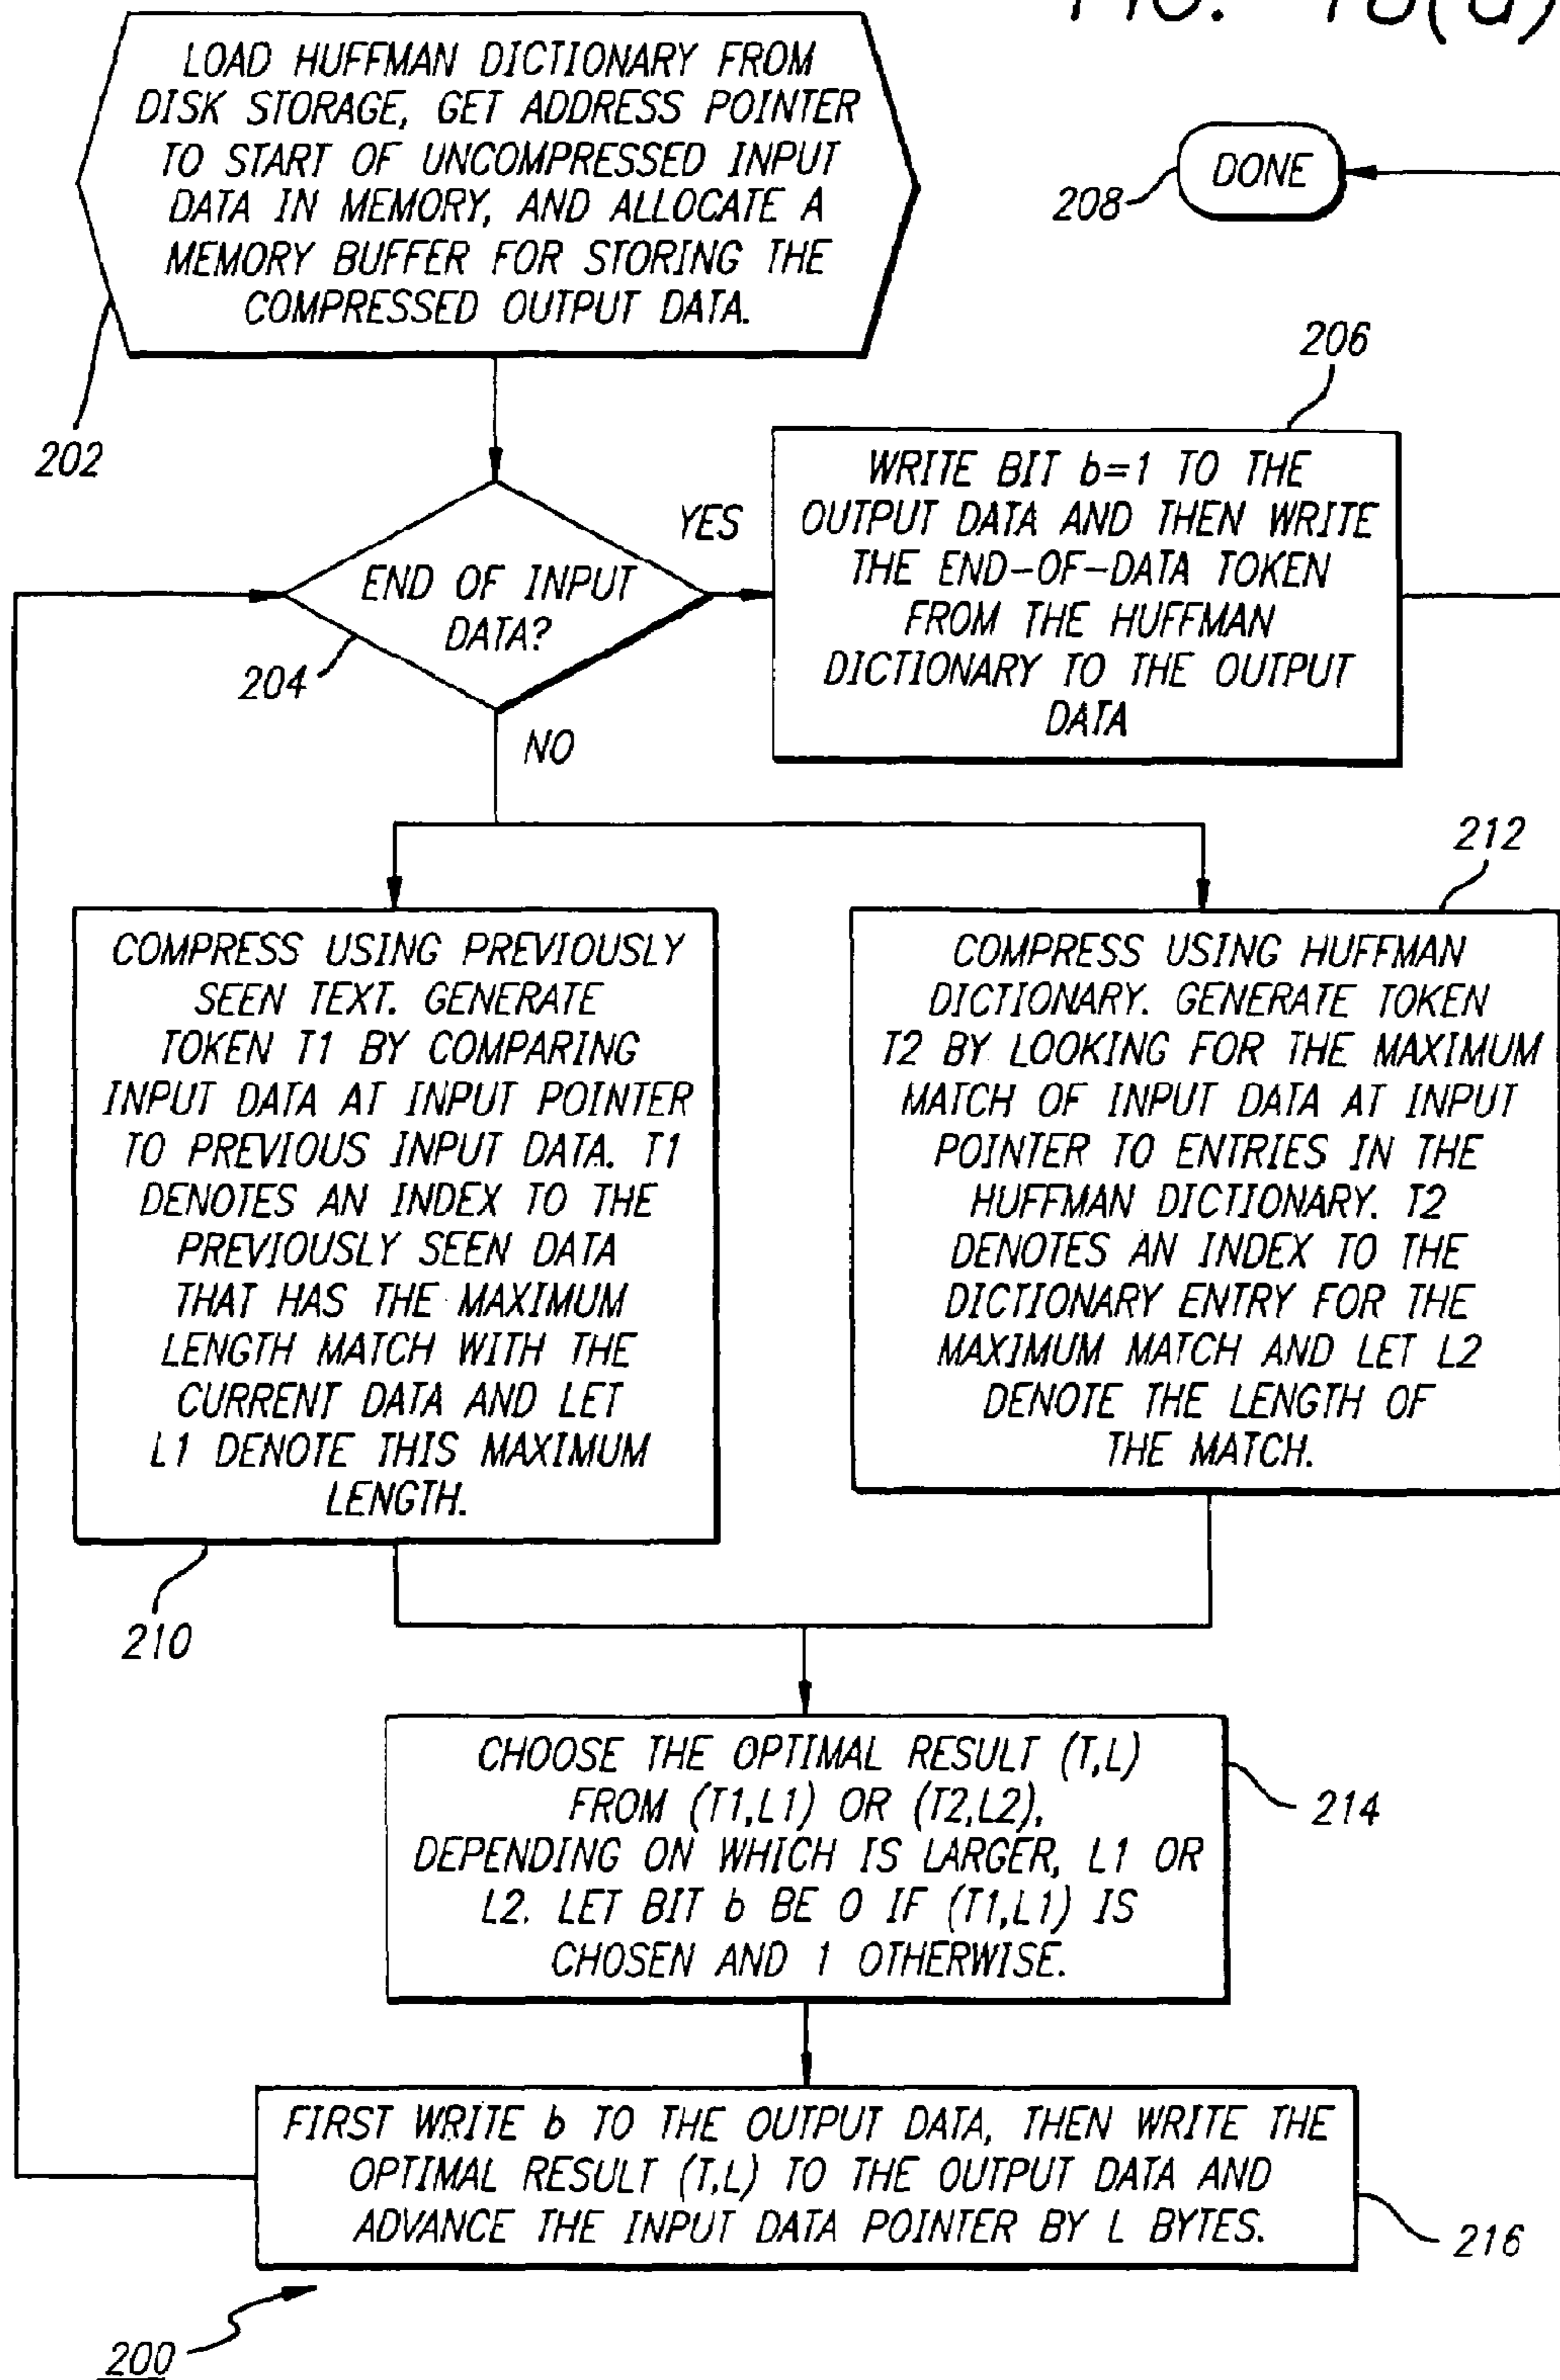 LOAD HUFFMAN DICTIONARY FROM
DISK STORAGE, GET ADDRESS POINTER
TO START OF UNCOMPRESSED INPUT
DATA IN MEMORY, AND ALLOCATE A
MEMORY BUFFER FOR STORING THE
COMPRESSED OUTPUT DATA.
202
DONE
208
206
WRITE BIT b=1 TO THE
OUTPUT DATA AND THEN WRITE
THE END-OF-DATA TOKEN
FROM THE HUFFMAN
DICTIONARY TO THE OUTPUT
DATA
YES
END OF INPUT
DATA?
204
NO
COMPRESS USING PREVIOUSLY
SEEN TEXT. GENERATE
TOKEN T1 BY COMPARING
INPUT DATA AT INPUT POINTER
TO PREVIOUS INPUT DATA. T1
DENOTES AN INDEX TO THE
PREVIOUSLY SEEN DATA
THAT HAS THE MAXIMUM
LENGTH MATCH WITH THE
CURRENT DATA AND LET
L1 DENOTE THIS MAXIMUM
LENGTH.
210
212
COMPRESS USING HUFFMAN
DICTIONARY. GENERATE TOKEN
T2 BY LOOKING FOR THE MAXIMUM
MATCH OF INPUT DATA AT INPUT
POINTER TO ENTRIES IN THE
HUFFMAN DICTIONARY. T2
DENOTES AN INDEX TO THE
DICTIONARY ENTRY FOR THE
MAXIMUM MATCH AND LET L2
DENOTE THE LENGTH OF
THE MATCH.
CHOOSE THE OPTIMAL RESULT (T,L)
FROM (T1,L1) OR (T2,L2),
DEPENDING ON WHICH IS LARGER, L1 OR
L2. LET BIT b BE 0 IF (T1,L1) IS
CHOSEN AND 1 OTHERWISE.
214
FIRST WRITE b TO THE OUTPUT DATA, THEN WRITE THE
OPTIMAL RESULT (T,L) TO THE OUTPUT DATA AND
ADVANCE THE INPUT DATA POINTER BY L BYTES.
216
200